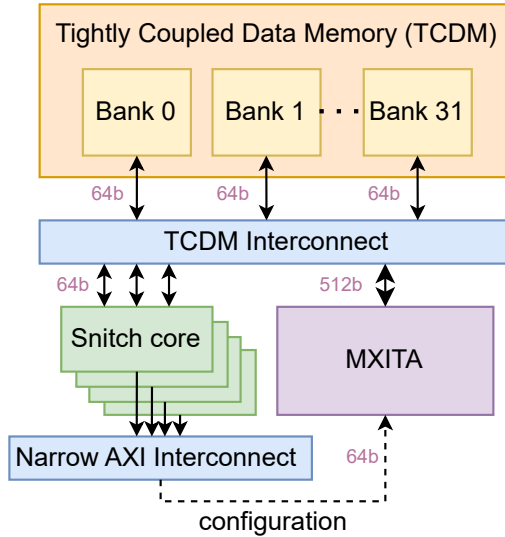 Tightly Coupled Data Memory (TCDM)
Bank 0
Bank 1
...
Bank 31
64b
64b
64b
TCDM Interconnect
64b
512b
Snitch core
MXITA
Narrow AXI Interconnect
64b
configuration